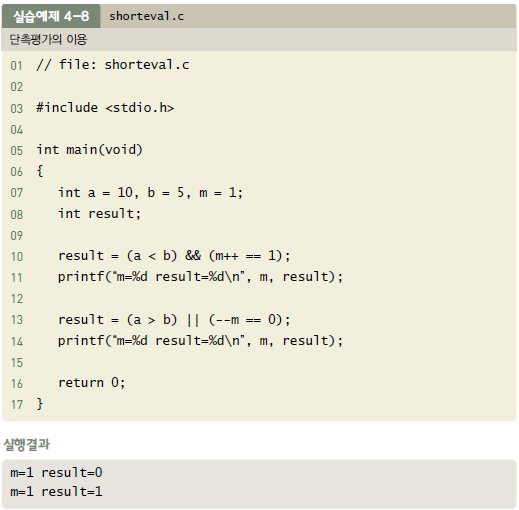 실습예제 4-8 shorteval.c
단축평가의 이용
01 // file: shorteval.c
02
03 #include <stdio.h>
04
05 int main(void)
06 {
07 int a = 10, b = 5, m = 1;
08 int result;
09
10 result = (a < b) && (m++ == 1);
11 printf(“m=%d result=%d\n”, m, result);
12
13 result = (a > b) || (--m == 0);
14 printf(“m=%d result=%d\n”, m, result);
15
16 return 0;
17 }
실행결과
m=1 result=0
m=1 result=1